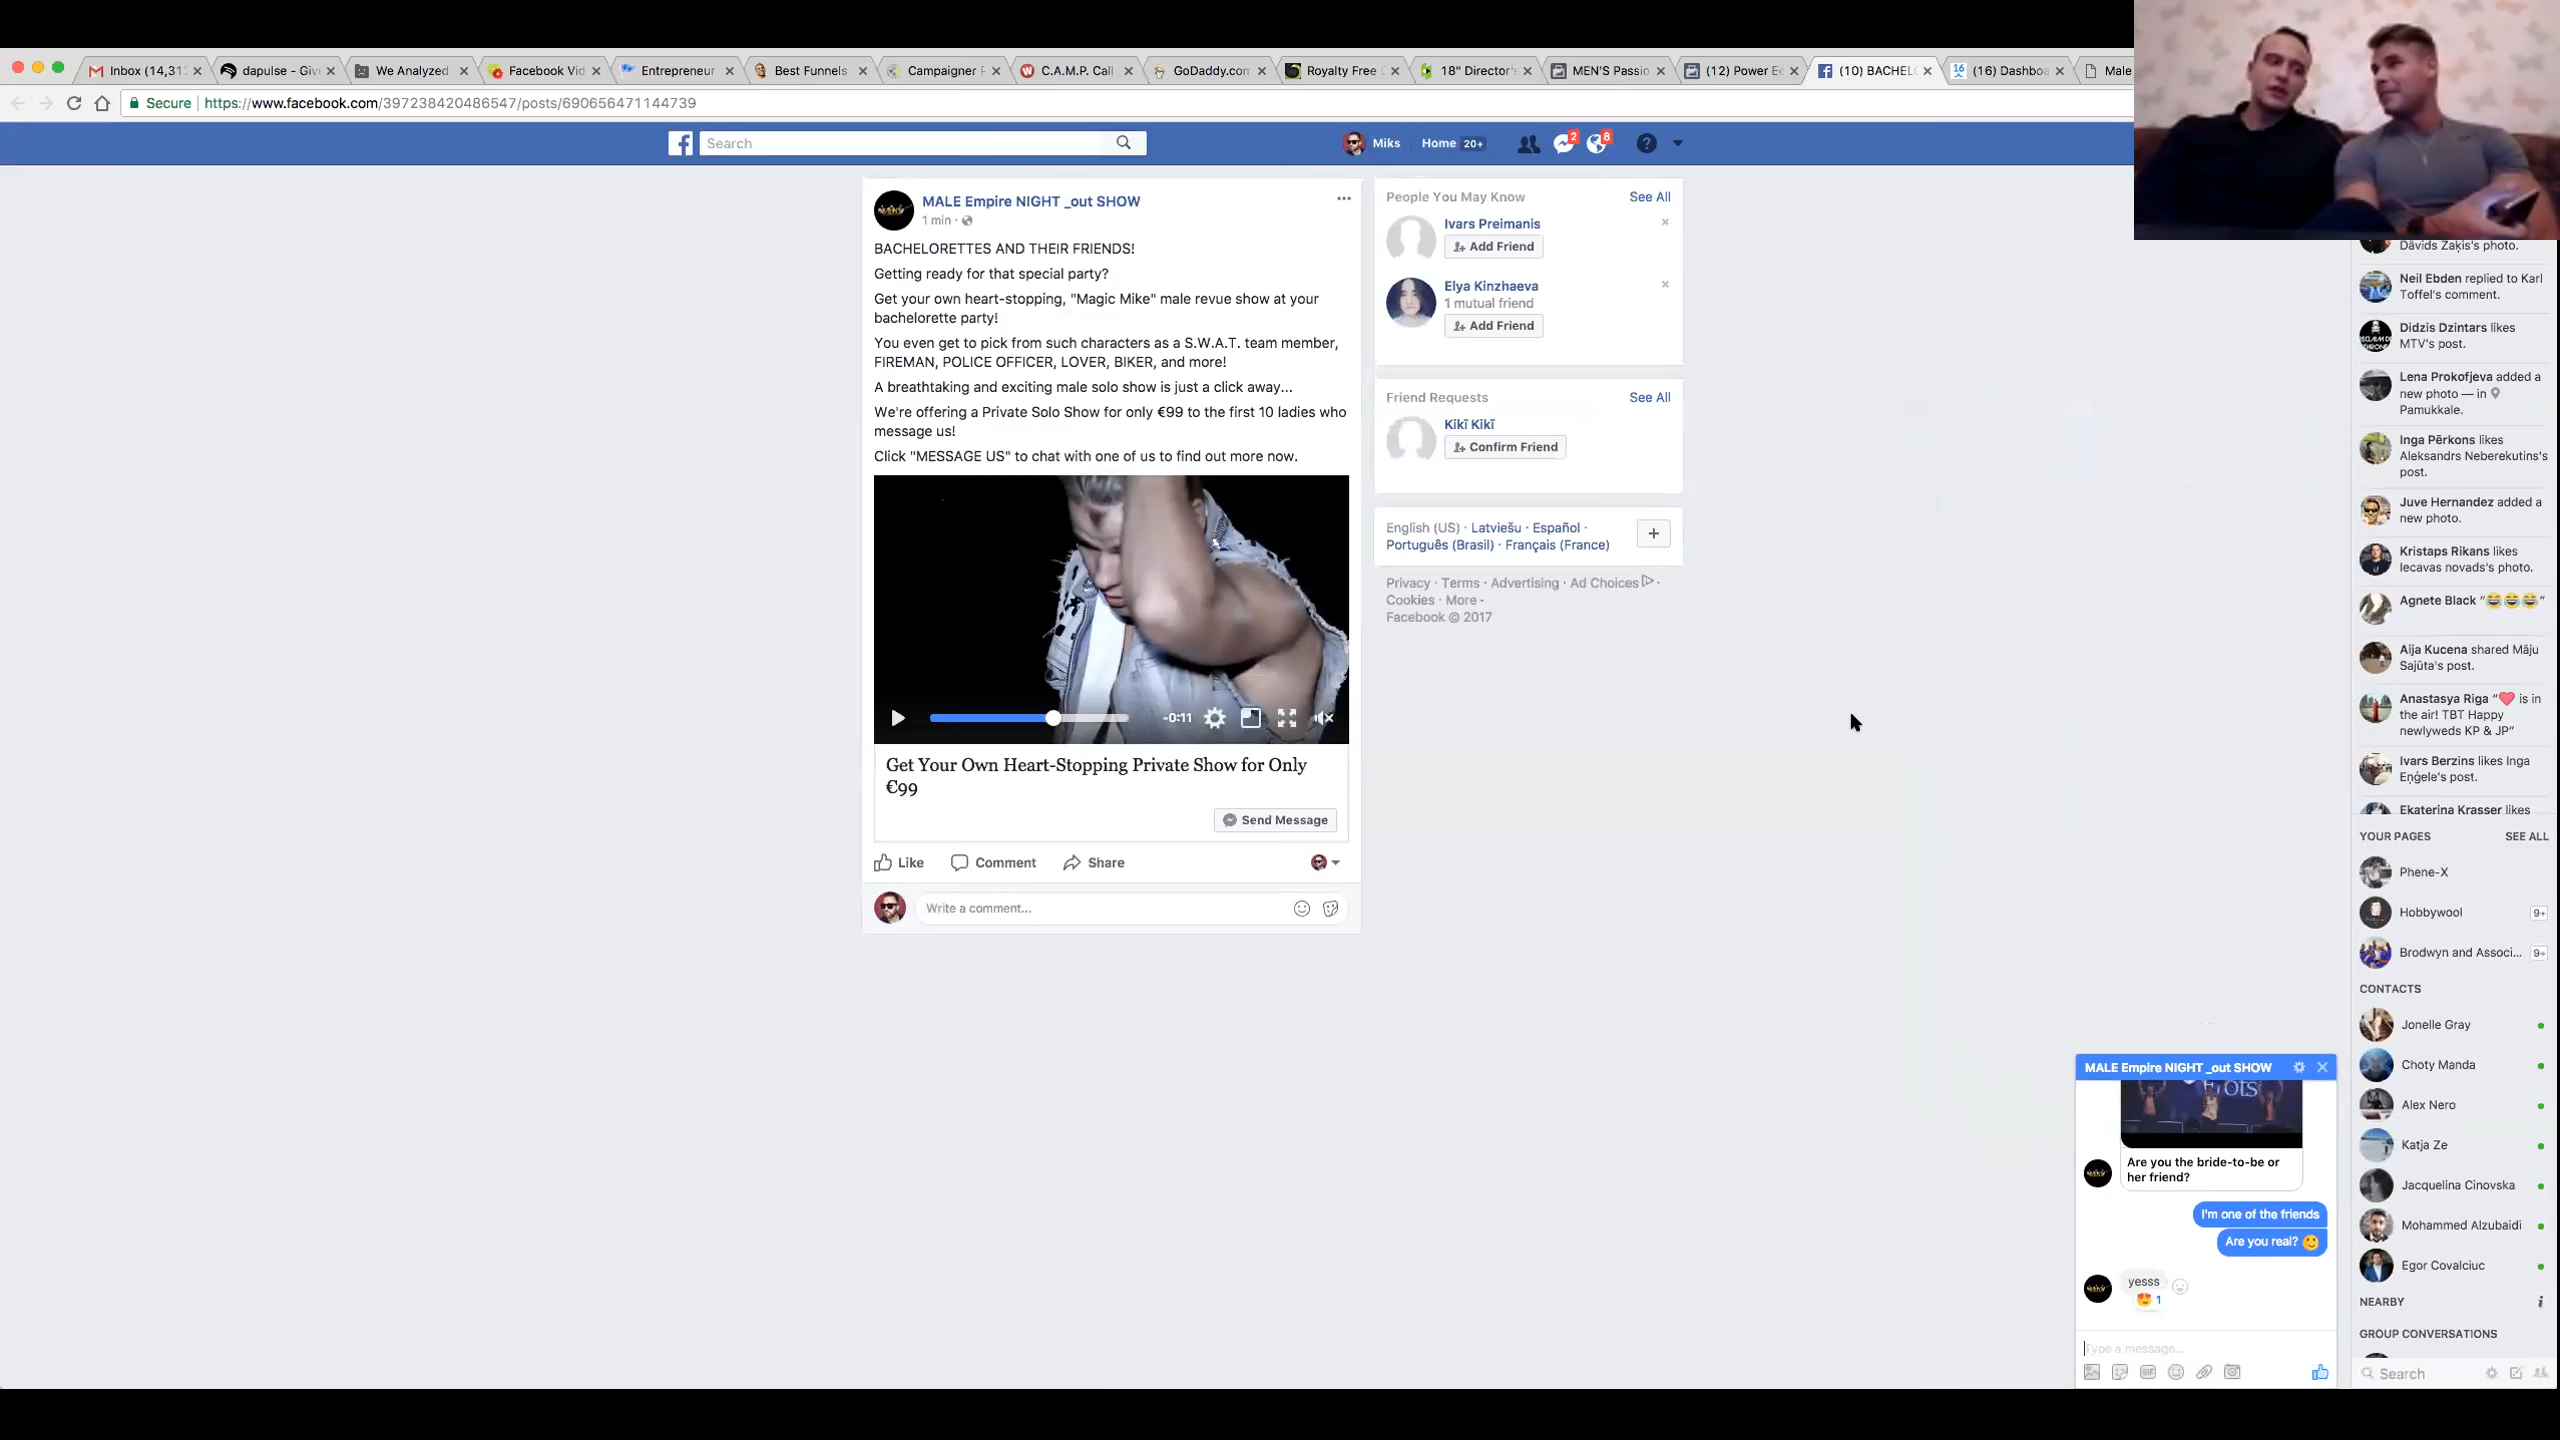 Inbox (14,31
dapulse - Giv
We Analyzed
Facebook Vid
Entrepreneur
Best Funnels
Campaigner
C.A.M.P. Call
GoDaddy.com
Royalty Free
18" Director's
MEN'S Passio
(12) Power Ec
(10) BACHEL
(16) Dashboa
Male
Secure | https://www.facebook.com/397238420486547/posts/690656471144739
Search
Miks
Home 20+
2
8
MALE Empire NIGHT _out SHOW
1 min ·
BACHELORETTES AND THEIR FRIENDS!
Getting ready for that special party?
Get your own heart-stopping, "Magic Mike" male revue show at your
bachelorette party!
You even get to pick from such characters as a S.W.A.T. team member,
FIREMAN, POLICE OFFICER, LOVER, BIKER, and more!
A breathtaking and exciting male solo show is just a click away...
We're offering a Private Solo Show for only €99 to the first 10 ladies who
message us!
Click "MESSAGE US" to chat with one of us to find out more now.
-0:11
Get Your Own Heart-Stopping Private Show for Only
€99
Send Message
Like
Comment
Share
Write a comment...
People You May Know
See All
Ivars Preimanis
Add Friend
Elya Kinzhaeva
1 mutual friend
Add Friend
Friend Requests
See All
Kikī Kikī
Confirm Friend
English (US) · Latviešu · Español ·
Português (Brasil) · Français (France)
Privacy · Terms · Advertising · Ad Choices ·
Cookies · More
Facebook © 2017
Dāvids Zaķis's photo.
Neil Ebden replied to Karl
Toffel's comment.
Didzis Dzintars likes
MTV's post.
Lena Prokofjeva added a
new photo — in
Pamukkale.
Inga Pērkons likes
Aleksandrs Neberekutins's
post.
Juve Hernandez added a
new photo.
Kristaps Rikans likes
Iecavas novads's photo.
Agnete Black "😂😂😂"
Aija Kucena shared Māju
Sajūta's post.
Anastasya Riga "❤ is in
the air! TBT Happy
newlyweds KP & JP"
Ivars Berzins likes Inga
Eņģele's post.
Ekaterina Krasser likes
YOUR PAGES
SEE ALL
Phene-X
Hobbywool
9+
Brodwyn and Associ...
9+
CONTACTS
Jonelle Gray
Choty Manda
Alex Nero
Katja Ze
Jacquelina Cinovska
Mohammed Alzubaidi
Egor Covalciuc
NEARBY
GROUP CONVERSATIONS
Search
MALE Empire NIGHT _out SHOW
Are you the bride-to-be or
her friend?
I'm one of the friends
Are you real? 🙂
yesss
😍 1
Type a message...